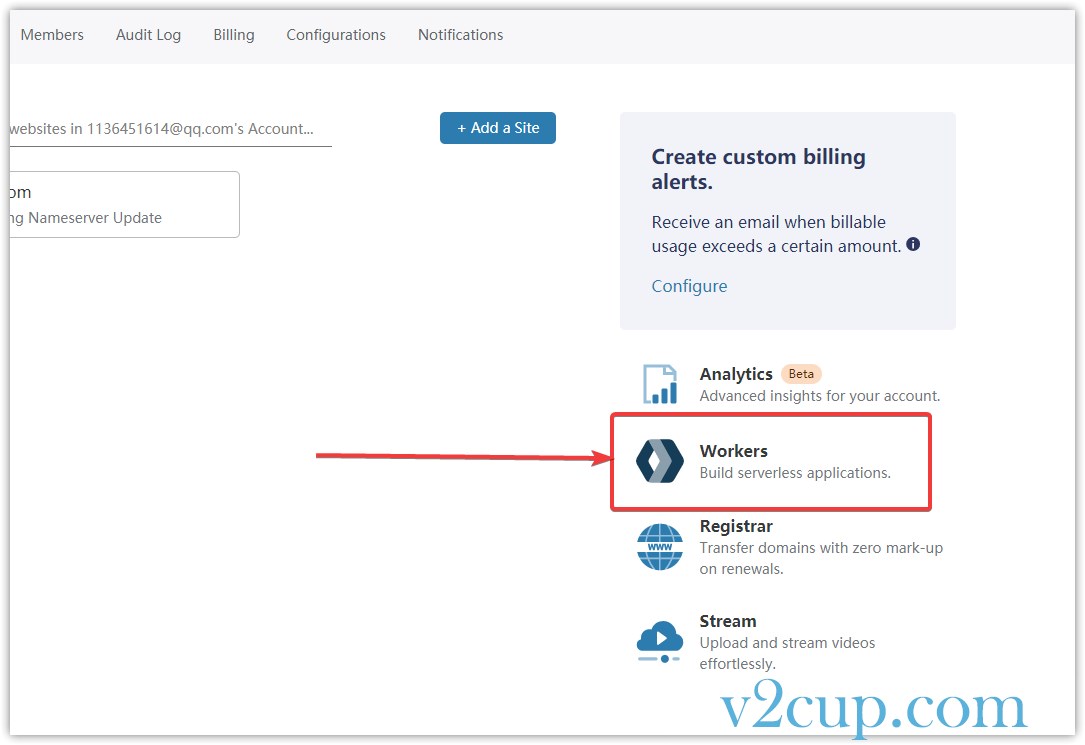 Members Audit Log Billing Configurations Notifications
websites in 1136451614@qq.com's Account...
+ Add a Site
om
ng Nameserver Update
Create custom billing
alerts.
Receive an email when billable
usage exceeds a certain amount.
Configure
Analytics Beta
Advanced insights for your account.
Workers
Build serverless applications.
WWW
Registrar
Transfer domains with zero mark-up
on renewals.
Stream
Upload and stream videos
effortlessly.
v2cup.com